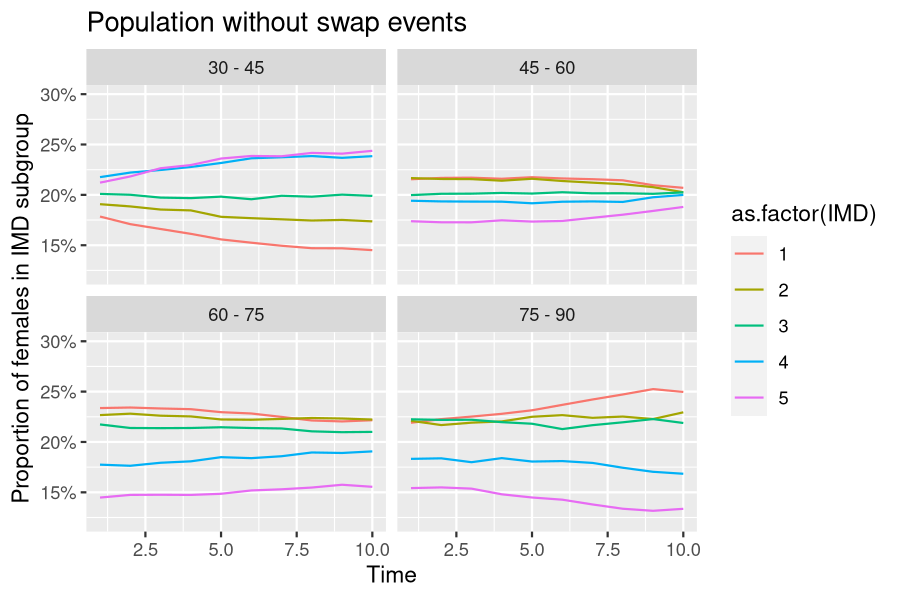 Population without swap events
30 - 45
45 - 60
30%
25%
20%
15%
60 - 75
75 - 90
30%
25%
20%
15%
2.5
5.0
7.5
10.0
2.5
5.0
7.5
10.0
Time
Proportion of females in IMD subgroup
as.factor(IMD)
1
2
3
4
5